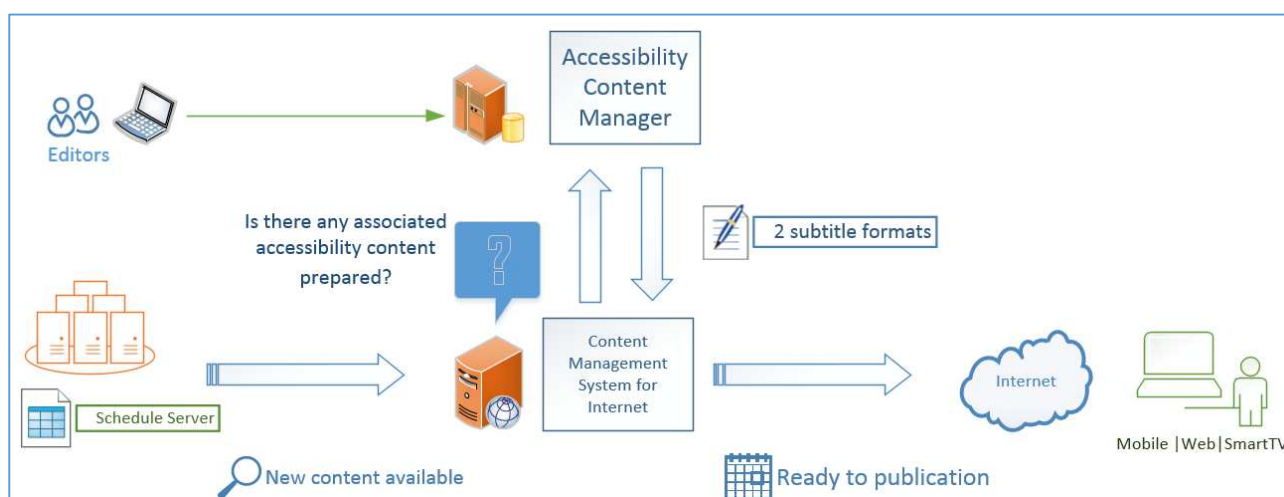 Accessibility
Content
Manager
Editors
Is there any associated
accessibility content
prepared?
?
2 subtitle formats
Content
Management
System for
Internet
Internet
Schedule Server
Mobile |Web|SmartTV
New content available
Ready to publication